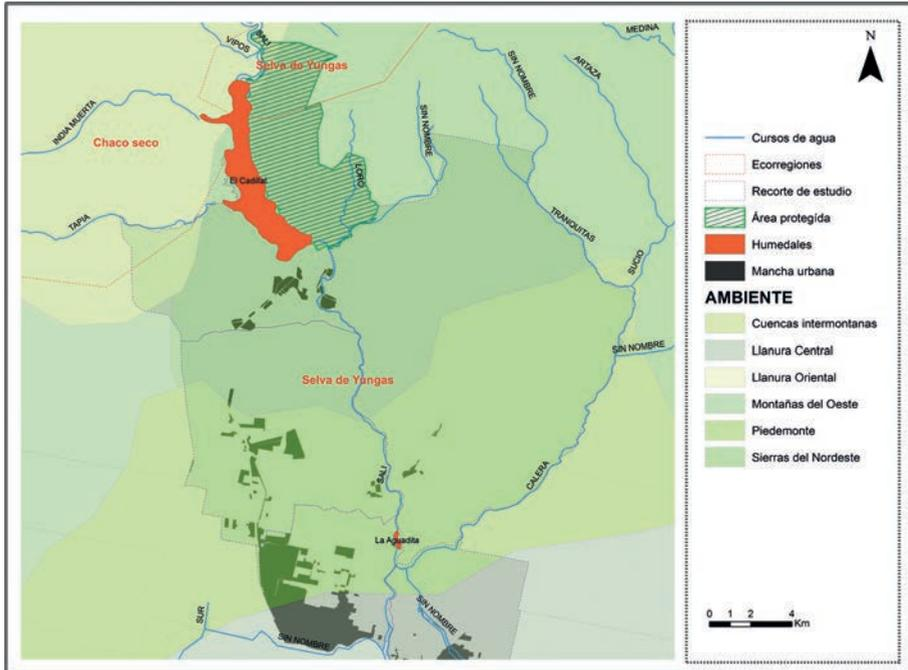 SALI
VIPOS
Selva de Yungas
SIN NOMBRE
MEDINA
ARTAZA
INDIA MUERTA
SIN NOMBRE
Chaco seco
LORO
El Cadillal
TAPIA
TRANQUITAS
SUCIO
SIN NOMBRE
Selva de Yungas
SALI
CALERA
La Aguadita
SUR
SIN NOMBRE
SIN NOMBRE
N
Cursos de agua
Ecorregiones
Recorte de estudio
Área protegída
Humedales
Mancha urbana
AMBIENTE
Cuencas intermontanas
Llanura Central
Llanura Oriental
Montañas del Oeste
Piedemonte
Sierras del Nordeste
0 1 2 4
Km